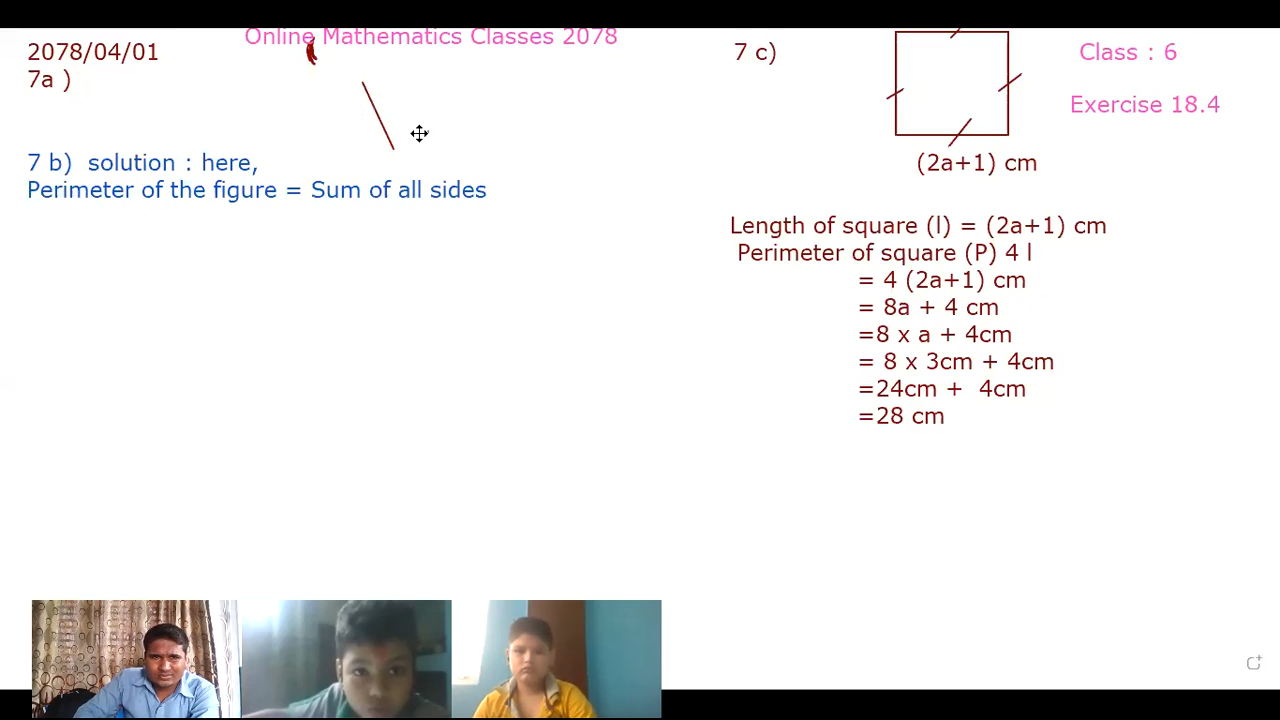 Online Mathematics Classes 2078
2078/04/01
7a )
7 b)  solution : here,
Perimeter of the figure = Sum of all sides
7 c)
(2a+1) cm
Length of square (l) = (2a+1) cm
Perimeter of square (P) 4 l
= 4 (2a+1) cm
= 8a + 4 cm
=8 x a + 4cm
= 8 x 3cm + 4cm
=24cm +  4cm
=28 cm
Class : 6
Exercise 18.4